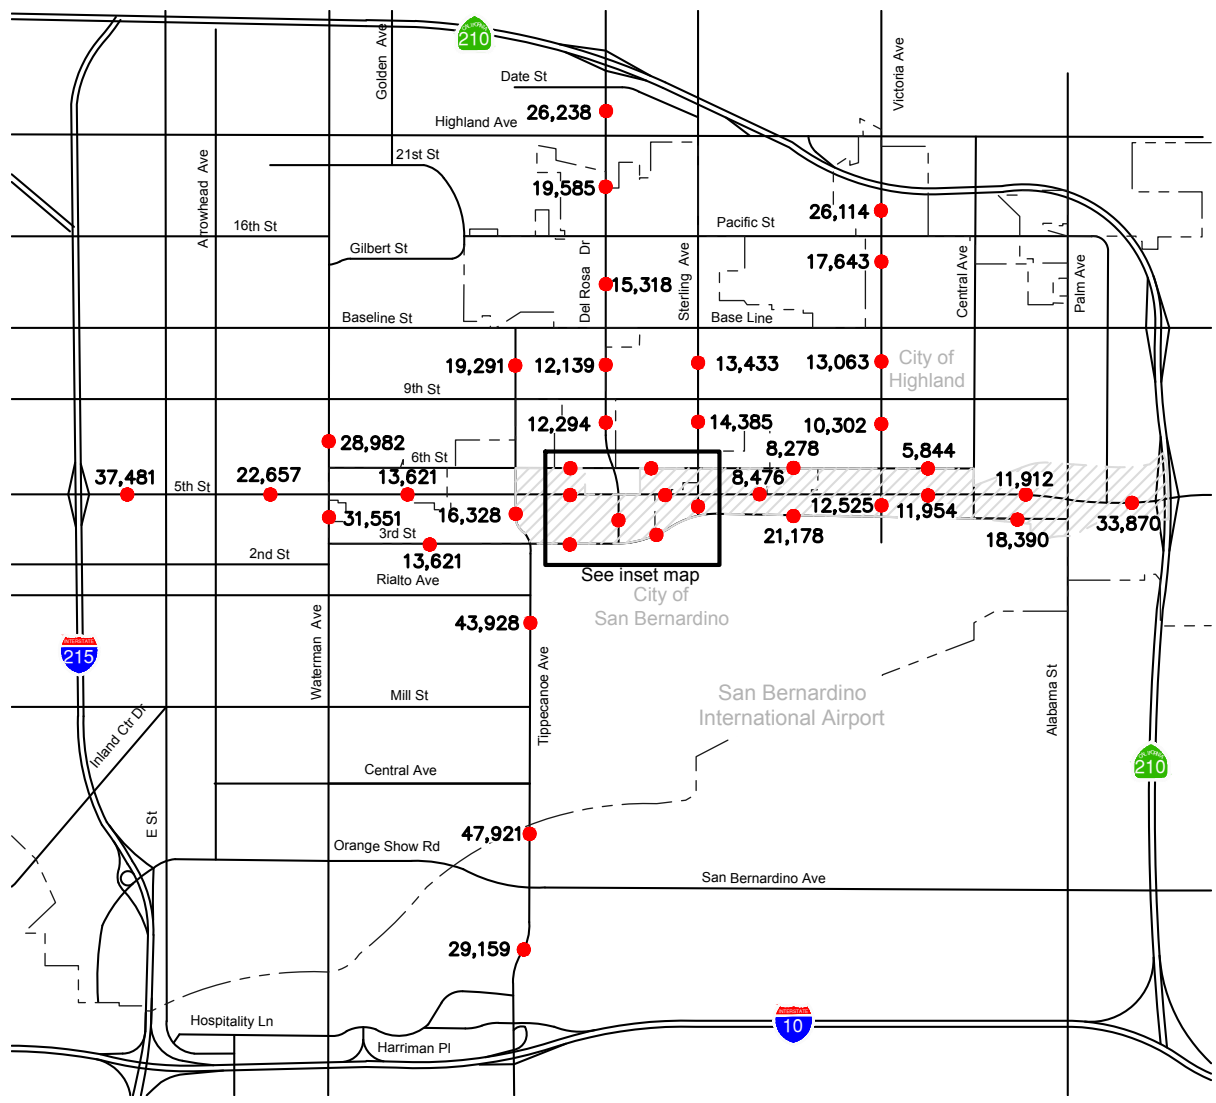 CALIFORNIA
210
Golden Ave
Victoria Ave
Date St
26,238
Highland Ave
21st St
Arrowhead Ave
19,585
26,114
16th St
Pacific St
Gilbert St
Del Rosa Dr
Sterling Ave
17,643
Central Ave
Palm Ave
15,318
Baseline St
Base Line
19,291
12,139
13,433
13,063
City of
Highland
9th St
12,294
14,385
10,302
28,982
6th St
8,278
5,844
37,481
5th St
22,657
13,621
8,476
11,912
16,328
31,551
12,525
11,954
33,870
3rd St
21,178
18,390
2nd St
13,621
Rialto Ave
See inset map
City of
San Bernardino
Waterman Ave
43,928
INTERSTATE
215
Tippecanoe Ave
Alabama St
Mill St
San Bernardino
International Airport
Inland Ctr Dr
CALIFORNIA
210
Central Ave
E St
47,921
Orange Show Rd
San Bernardino Ave
29,159
Hospitality Ln
INTERSTATE
10
Harriman Pl